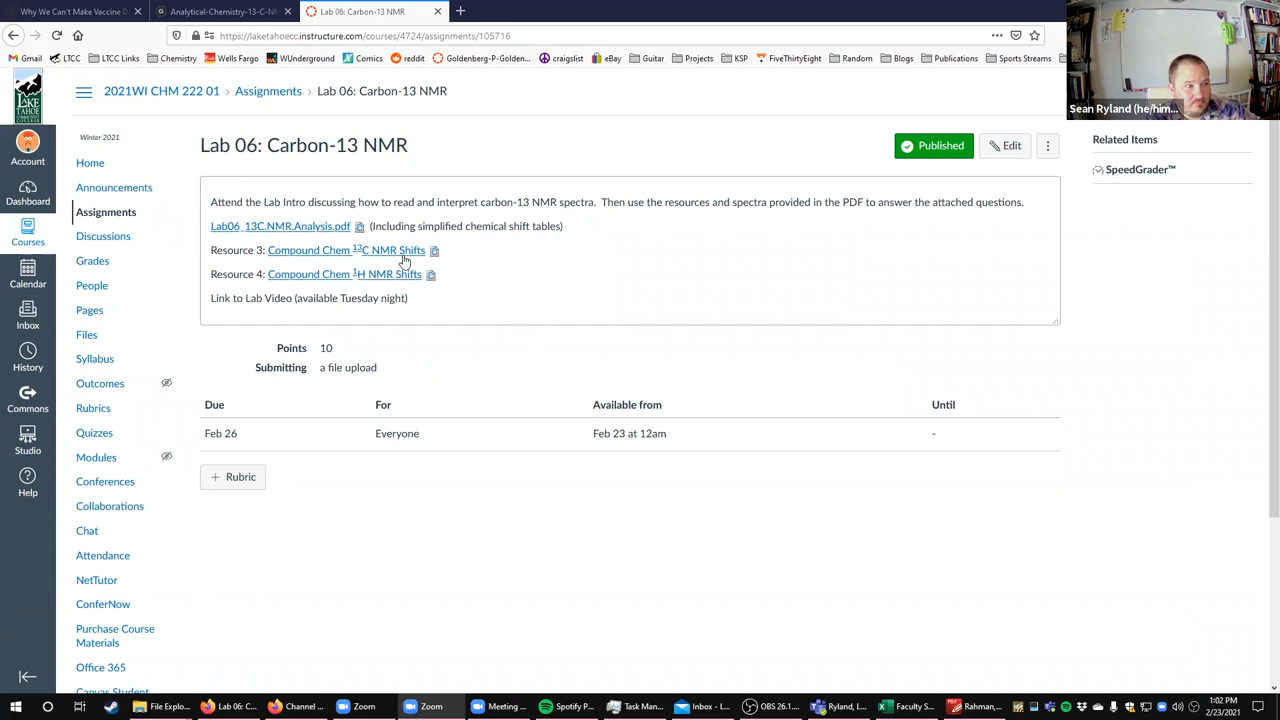 Why We Can't Make Vaccine D
Analytical-Chemistry-13-C-N
Lab 06: Carbon-13 NMR
https://laketahoecc.instructure.com/courses/4724/assignments/105716
Gmail
LTCC
LTCC Links
Chemistry
Wells Fargo
WUnderground
Comics
reddit
Goldenberg-P-Golden...
craigslist
eBay
Guitar
Projects
KSP
FiveThirtyEight
Random
Blogs
Publications
Sports Streams
Sean Ryland (he/him...
LAKE TAHOE
2021WI CHM 222 01 > Assignments > Lab 06: Carbon-13 NMR
Account
Dashboard
Courses
Calendar
Inbox
History
Commons
Studio
Help
Winter 2021
Home
Announcements
Assignments
Discussions
Grades
People
Pages
Files
Syllabus
Outcomes
Rubrics
Quizzes
Modules
Conferences
Collaborations
Chat
Attendance
NetTutor
ConferNow
Purchase Course
Materials
Office 365
Canvas Student
Lab 06: Carbon-13 NMR
Published
Edit
Attend the Lab Intro discussing how to read and interpret carbon-13 NMR spectra. Then use the resources and spectra provided in the PDF to answer the attached questions.
Lab06_13C.NMR.Analysis.pdf (Including simplified chemical shift tables)
Resource 3: Compound Chem 13C NMR Shifts
Resource 4: Compound Chem 1H NMR Shifts
Link to Lab Video (available Tuesday night)
Points 10
Submitting a file upload
Due For Available from Until
Feb 26 Everyone Feb 23 at 12am -
+ Rubric
Related Items
SpeedGrader™
File Explo...
Lab 06: C...
Channel ...
Zoom
Zoom
Meeting ...
Spotify P...
Task Man...
Inbox - L...
OBS 26.1...
Ryland, L...
Faculty S...
Rahman,...
1:02 PM
2/23/2021